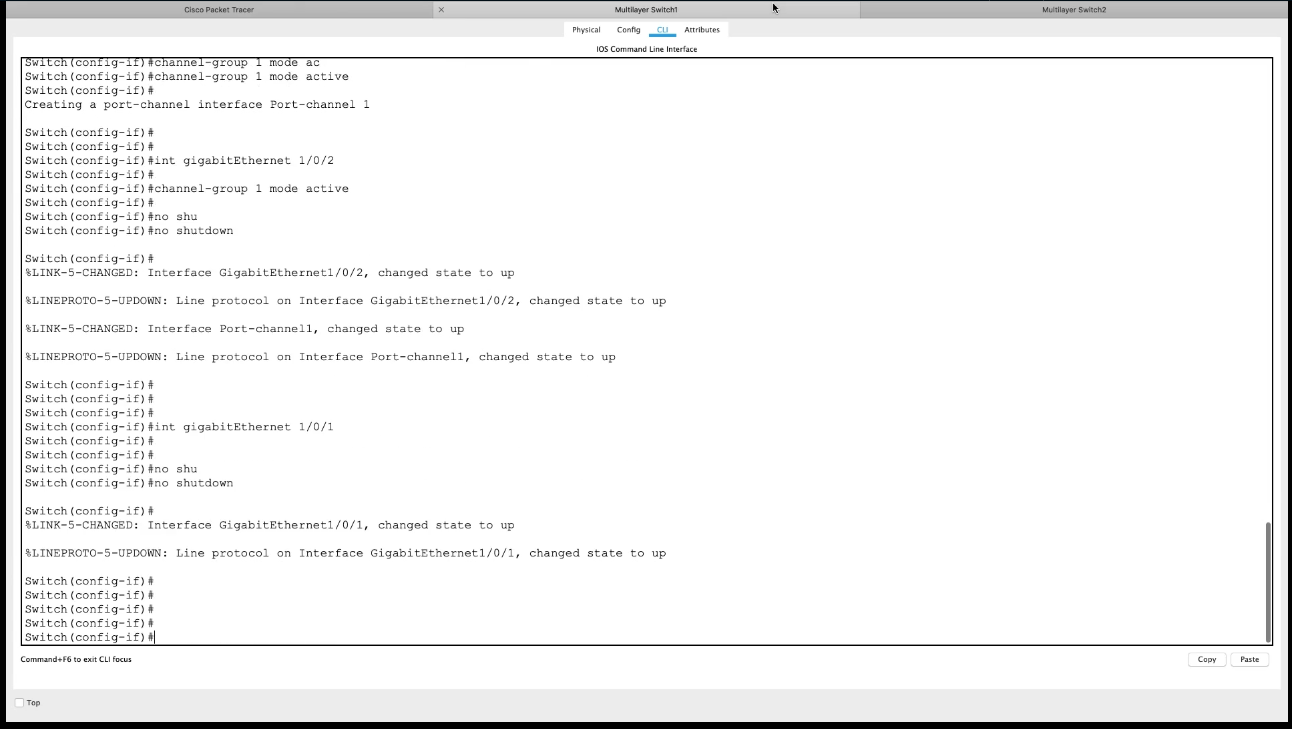 Cisco Packet Tracer
Multilayer Switch1
Multilayer Switch2
Physical Config CLI Attributes
IOS Command Line Interface
Switch(config-if)#channel-group 1 mode ac
Switch(config-if)#channel-group 1 mode active
Switch(config-if)#
Creating a port-channel interface Port-channel 1
Switch(config-if)#
Switch(config-if)#
Switch(config-if)#int gigabitEthernet 1/0/2
Switch(config-if)#
Switch(config-if)#channel-group 1 mode active
Switch(config-if)#
Switch(config-if)#no shu
Switch(config-if)#no shutdown
Switch(config-if)#
%LINK-5-CHANGED: Interface GigabitEthernet1/0/2, changed state to up
%LINEPROTO-5-UPDOWN: Line protocol on Interface GigabitEthernet1/0/2, changed state to up
%LINK-5-CHANGED: Interface Port-channel1, changed state to up
%LINEPROTO-5-UPDOWN: Line protocol on Interface Port-channel1, changed state to up
Switch(config-if)#
Switch(config-if)#
Switch(config-if)#
Switch(config-if)#int gigabitEthernet 1/0/1
Switch(config-if)#
Switch(config-if)#
Switch(config-if)#no shu
Switch(config-if)#no shutdown
Switch(config-if)#
%LINK-5-CHANGED: Interface GigabitEthernet1/0/1, changed state to up
%LINEPROTO-5-UPDOWN: Line protocol on Interface GigabitEthernet1/0/1, changed state to up
Switch(config-if)#
Switch(config-if)#
Switch(config-if)#
Switch(config-if)#
Switch(config-if)#
Command+F6 to exit CLI focus
Copy
Paste
Top